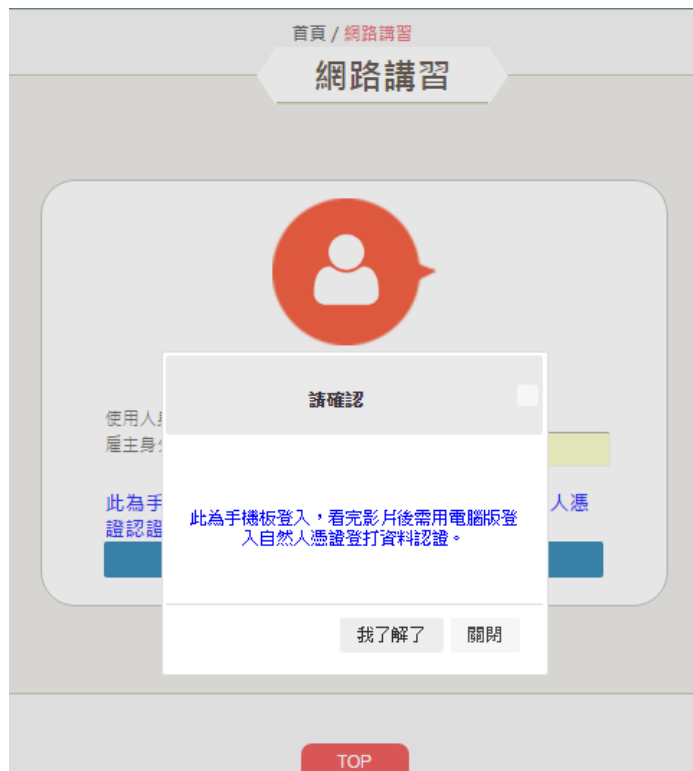 首頁 / 網路講習
網路講習
請確認
使用人
雇主身
此為手 人憑
證認證
此為手機板登入，看完影片後需用電腦版登
入自然人憑證登打資料認證。
我了解了 關閉
TOP